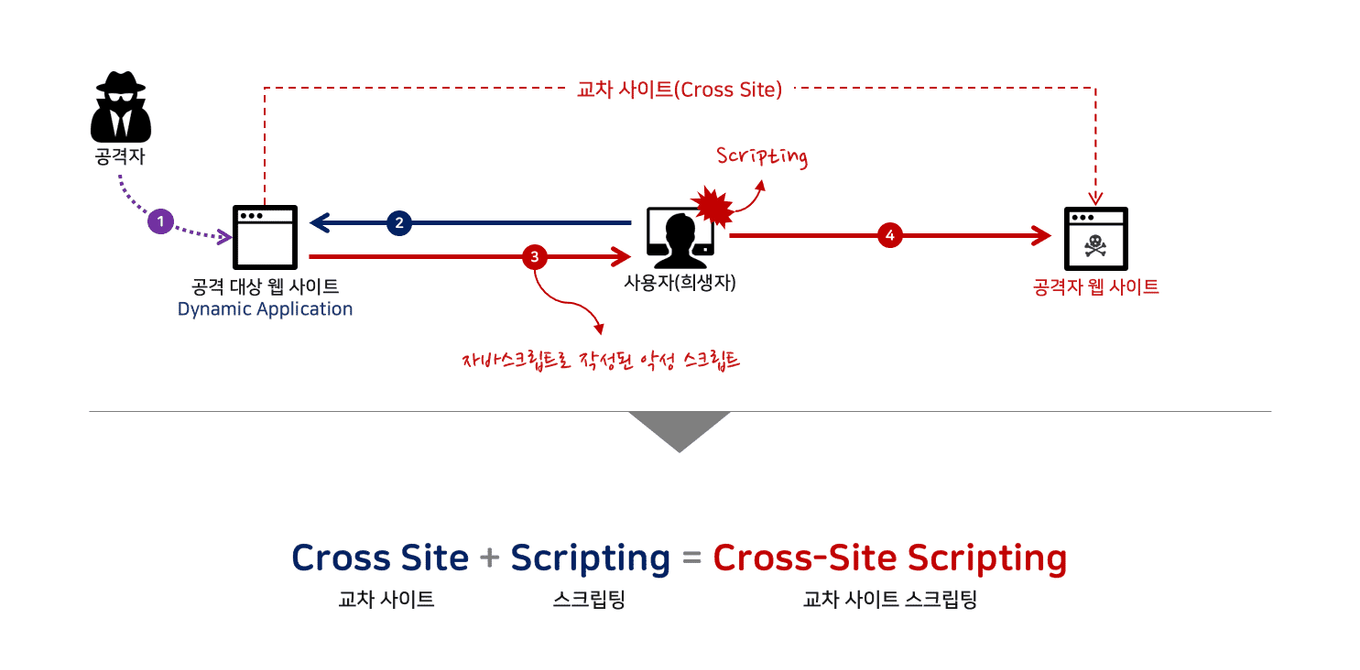 교차 사이트(Cross Site)
공격자
Scripting
1
2
3
4
공격 대상 웹 사이트
Dynamic Application
사용자(희생자)
공격자 웹 사이트
자바스크립트로 작성된 악성 스크립트
Cross Site + Scripting = Cross-Site Scripting
교차 사이트 스크립팅 교차 사이트 스크립팅